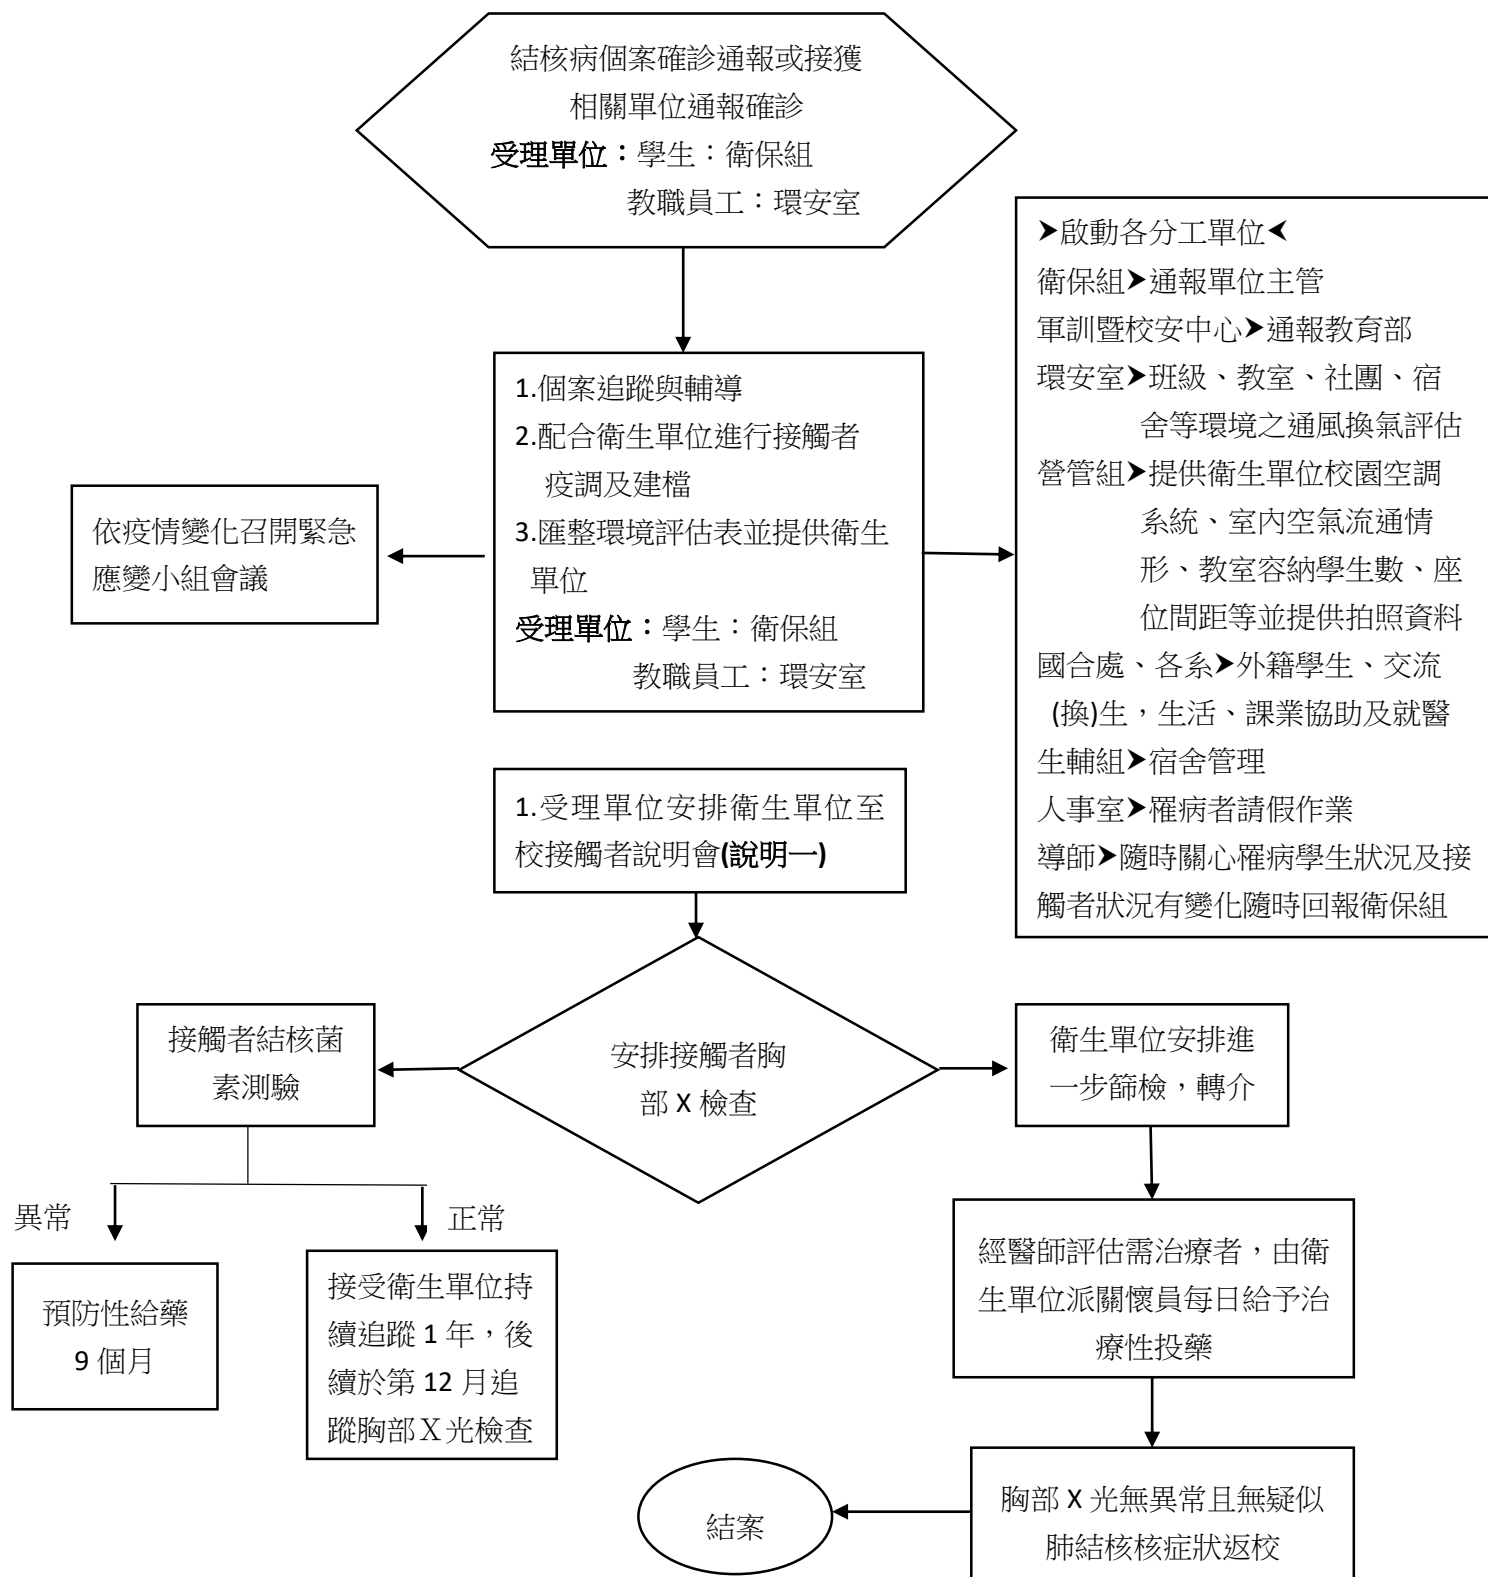 結核病個案確診通報或接獲
相關單位通報確診
受理單位：學生：衛保組
教職員工：環安室
➤啟動各分工單位⮜
衛保組➤通報單位主管
軍訓暨校安中心➤通報教育部
環安室➤班級、教室、社團、宿
舍等環境之通風換氣評估
營管組➤提供衛生單位校園空調
系統、室內空氣流通情
形、教室容納學生數、座
位間距等並提供拍照資料
國合處、各系➤外籍學生、交流
(換)生，生活、課業協助及就醫
生輔組➤宿舍管理
人事室➤罹病者請假作業
導師➤隨時關心罹病學生狀況及接
觸者狀況有變化隨時回報衛保組
1.個案追蹤與輔導
2.配合衛生單位進行接觸者
疫調及建檔
3.匯整環境評估表並提供衛生
單位
受理單位：學生：衛保組
教職員工：環安室
依疫情變化召開緊急
應變小組會議
1.受理單位安排衛生單位至
校接觸者說明會(說明一)
接觸者結核菌
素測驗
安排接觸者胸
部 X 檢查
衛生單位安排進
一步篩檢，轉介
異常
正常
預防性給藥
9 個月
接受衛生單位持
續追蹤 1 年，後
續於第 12 月追
蹤胸部Ｘ光檢查
經醫師評估需治療者，由衛
生單位派關懷員每日給予治
療性投藥
胸部 X 光無異常且無疑似
肺結核核症狀返校
結案